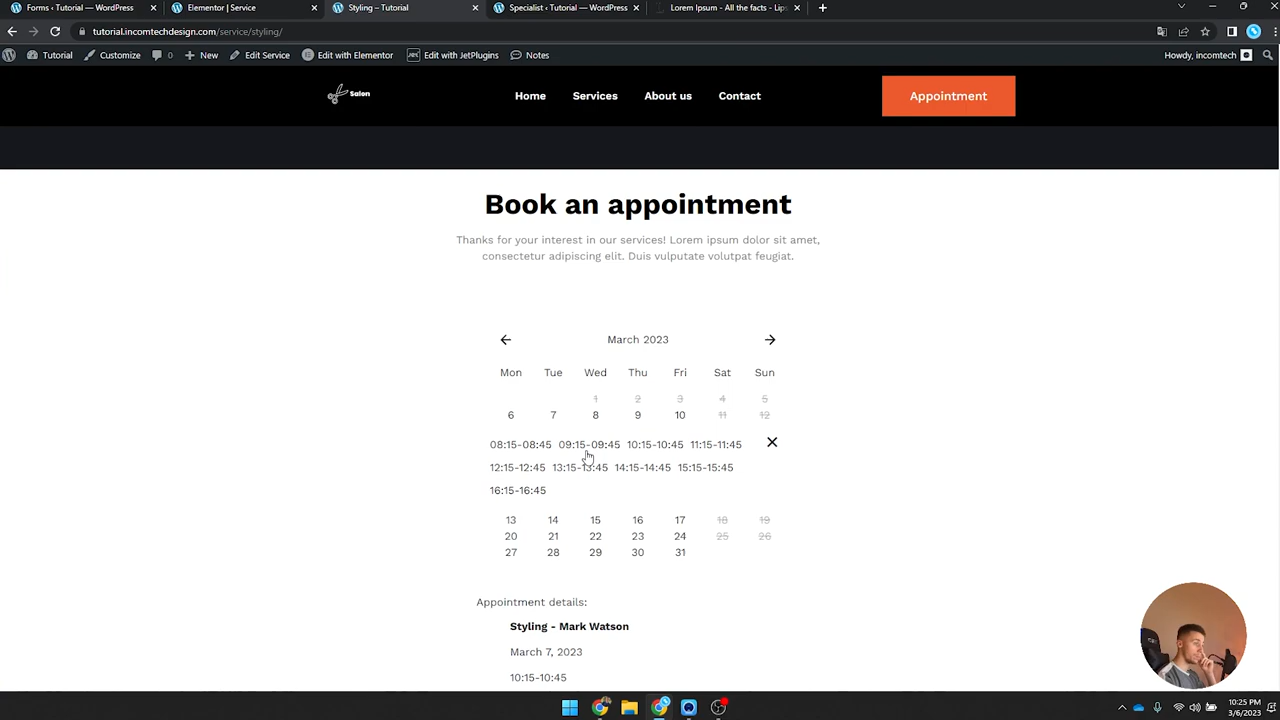 Forms ‹ Tutorial — WordPress
Elementor | Service
Styling – Tutorial
Specialist ‹ Tutorial — WordPress
Lorem Ipsum - All the facts - Lips
tutorial.incomtechdesign.com/service/styling/
Tutorial
Customize
0
New
Edit Service
Edit with Elementor
Edit with JetPlugins
Notes
Howdy, incomtech
Salon
Home
Services
About us
Contact
Appointment
Book an appointment
Thanks for your interest in our services! Lorem ipsum dolor sit amet,
consectetur adipiscing elit. Duis vulputate volutpat feugiat.
March 2023
Mon Tue Wed Thu Fri Sat Sun
1 2 3 4 5
6 7 8 9 10 11 12
08:15-08:45 09:15-09:45 10:15-10:45 11:15-11:45
12:15-12:45 13:15-13:45 14:15-14:45 15:15-15:45
16:15-16:45
13 14 15 16 17 18 19
20 21 22 23 24 25 26
27 28 29 30 31
Appointment details:
Styling - Mark Watson
March 7, 2023
10:15-10:45
10:25 PM
3/6/2023